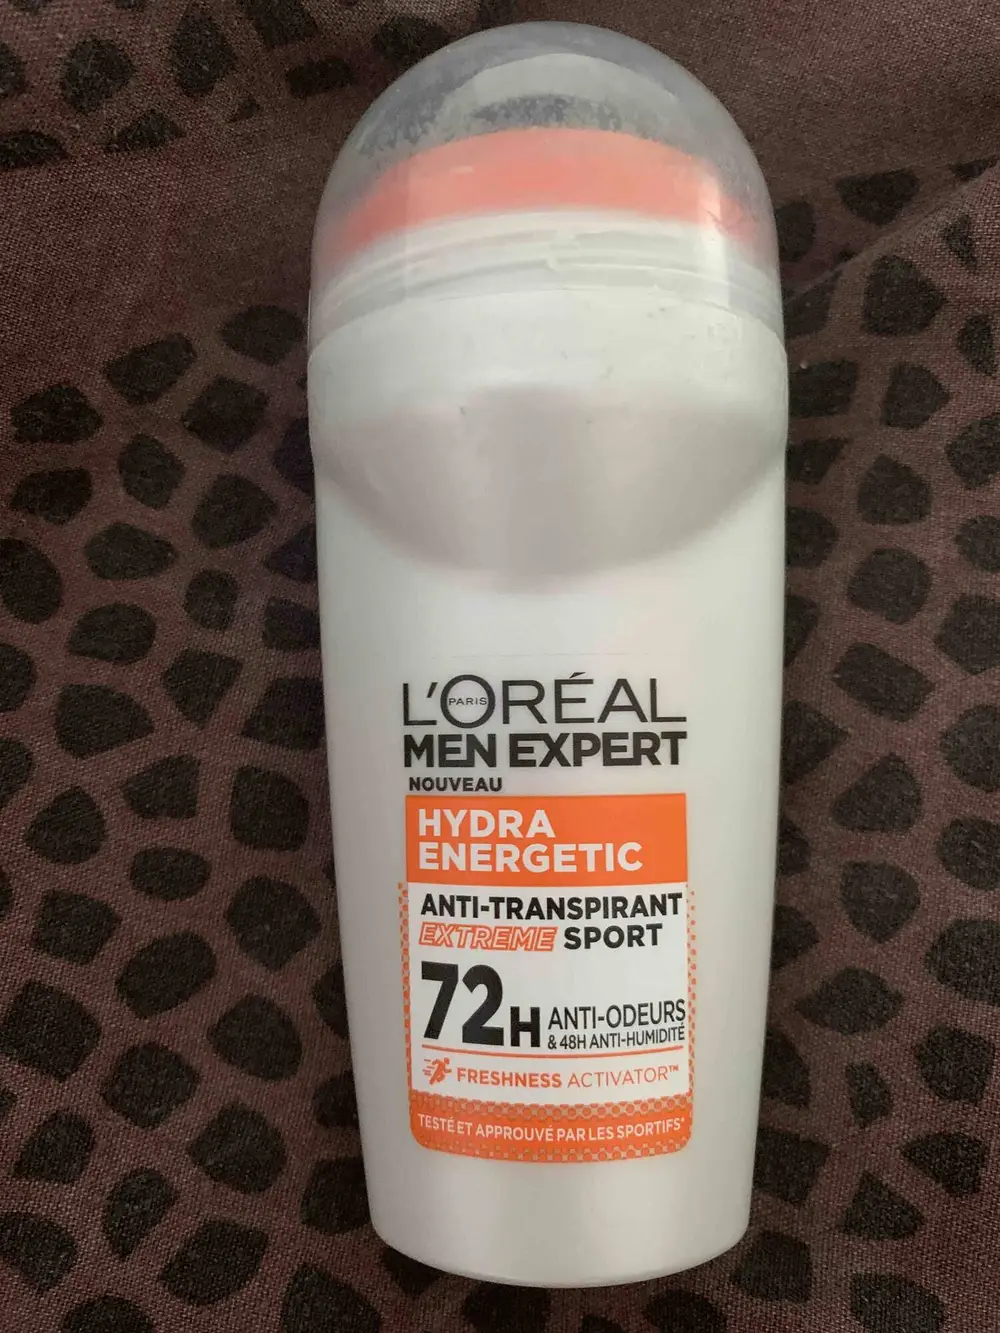 L'ORÉAL
PARIS
MEN EXPERT
NOUVEAU
HYDRA
ENERGETIC
ANTI-TRANSPIRANT
EXTREME SPORT
72H ANTI-ODEURS
& 48H ANTI-HUMIDITÉ
FRESHNESS ACTIVATOR™
TESTÉ ET APPROUVÉ PAR LES SPORTIFS*